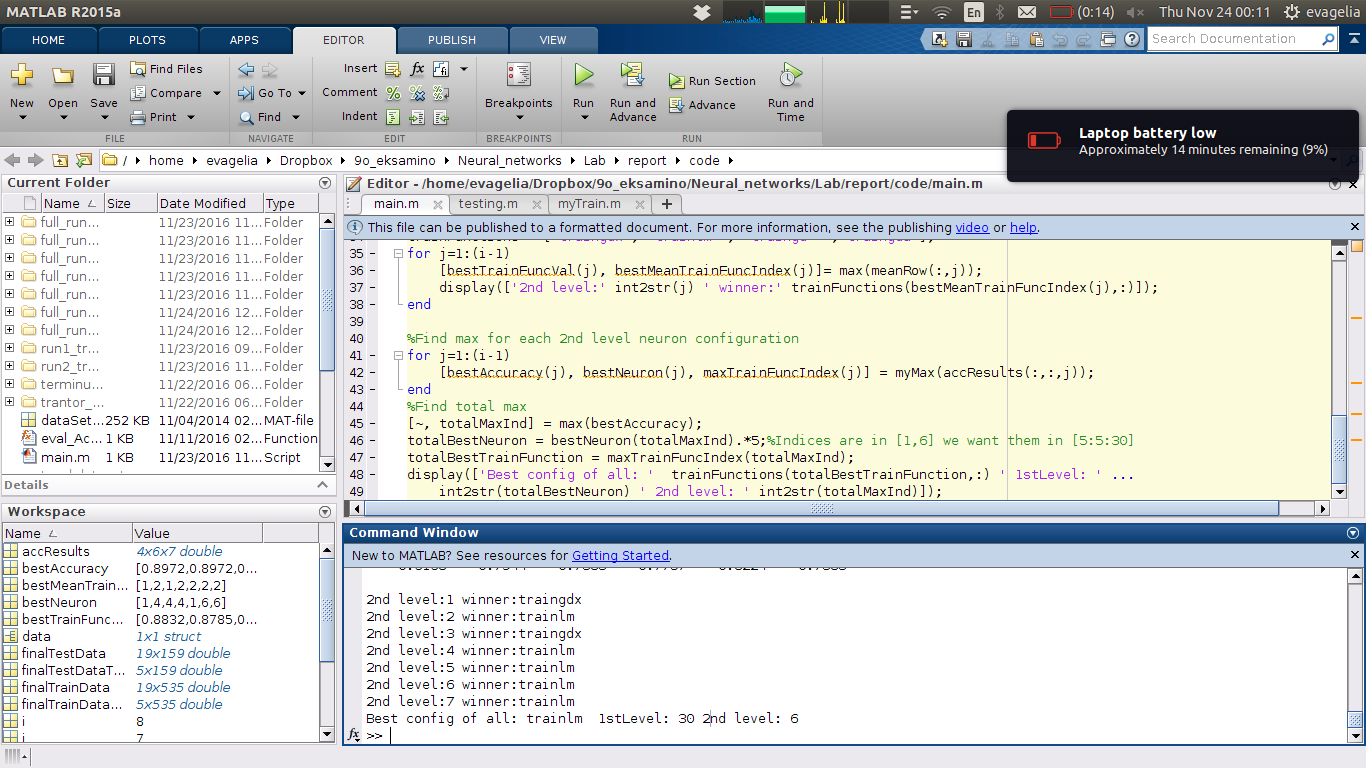 MATLAB R2015a
En (0:14) Thu Nov 24 00:11 evagelia
HOME PLOTS APPS EDITOR PUBLISH VIEW
Search Documentation
New Open Save Find Files Compare Print
Go To Find
Insert Comment Indent
Breakpoints
Run Run and Advance Run Section Advance Run and Time
FILE NAVIGATE EDIT BREAKPOINTS RUN
Laptop battery low
Approximately 14 minutes remaining (9%)
/ home evagelia Dropbox 9o_eksamino Neural_networks Lab report code
Current Folder
Name Size Date Modified Type
full_run... 11/23/2016 11... Folder
full_run... 11/23/2016 11... Folder
full_run... 11/23/2016 11... Folder
full_run... 11/23/2016 11... Folder
full_run... 11/23/2016 11... Folder
full_run... 11/24/2016 12... Folder
full_run... 11/24/2016 12... Folder
run1_tr... 11/23/2016 09... Folder
run2_tr... 11/23/2016 11... Folder
terminu... 11/22/2016 06... Folder
trantor_... 11/22/2016 06... Folder
dataSet... 252 KB 11/04/2014 02... MAT-file
eval_Ac... 1 KB 11/11/2016 02... Function
main.m 1 KB 11/23/2016 11... Script
Details
Workspace
Name Value
accResults 4x6x7 double
bestAccuracy [0.8972,0.8972,0...
bestMeanTrain... [1,2,1,2,2,2,2]
bestNeuron [1,4,4,4,1,6,6]
bestTrainFunc... [0.8832,0.8785,0...
data 1x1 struct
finalTestData 19x159 double
finalTestDataT... 5x159 double
finalTrainData 19x535 double
finalTrainData... 5x535 double
i 8
j 7
Editor - /home/evagelia/Dropbox/9o_eksamino/Neural_networks/Lab/report/code/main.m
main.m testing.m myTrain.m
This file can be published to a formatted document. For more information, see the publishing video or help.
35 for j=1:(i-1)
36 [bestTrainFuncVal(j), bestMeanTrainFuncIndex(j)]= max(meanRow(:,j));
37 display(['2nd level:' int2str(j) ' winner:' trainFunctions(bestMeanTrainFuncIndex(j),:)]);
38 end
39
40 %Find max for each 2nd level neuron configuration
41 for j=1:(i-1)
42 [bestAccuracy(j), bestNeuron(j), maxTrainFuncIndex(j)] = myMax(accResults(:,:,j));
43 end
44 %Find total max
45 [~, totalMaxInd] = max(bestAccuracy);
46 totalBestNeuron = bestNeuron(totalMaxInd).*5;%Indices are in [1,6] we want them in [5:5:30]
47 totalBestTrainFunction = maxTrainFuncIndex(totalMaxInd);
48 display(['Best config of all: ' trainFunctions(totalBestTrainFunction,:) ' 1stLevel: ' ...
49 int2str(totalBestNeuron) ' 2nd level: ' int2str(totalMaxInd)]);
Command Window
New to MATLAB? See resources for Getting Started.
2nd level:1 winner:traingdx
2nd level:2 winner:trainlm
2nd level:3 winner:traingdx
2nd level:4 winner:trainlm
2nd level:5 winner:trainlm
2nd level:6 winner:trainlm
2nd level:7 winner:trainlm
Best config of all: trainlm 1stLevel: 30 2nd level: 6
fx >>